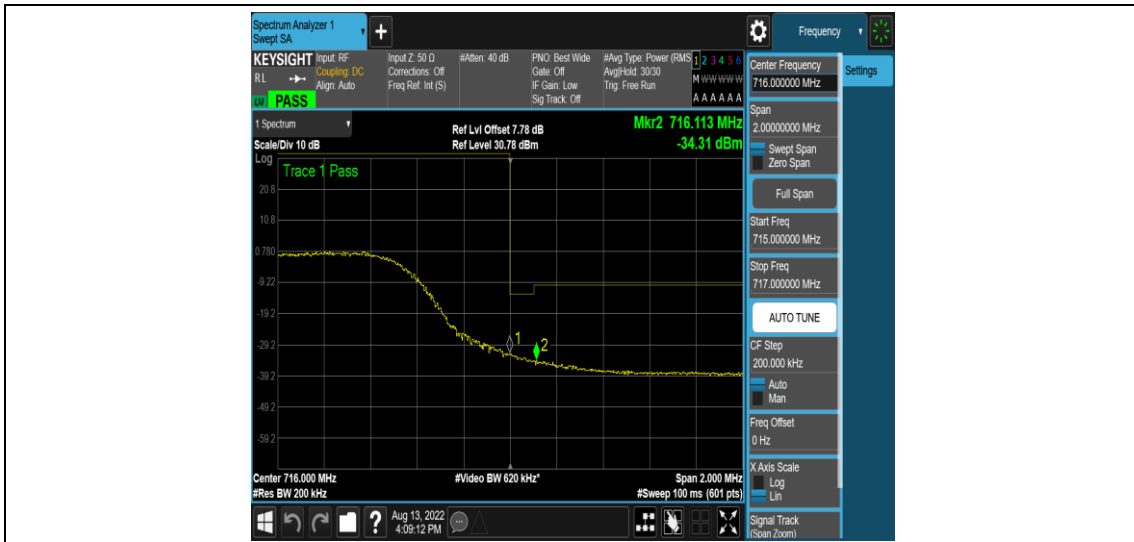 Spectrum Analyzer 1
Swept SA
+
Frequency
KEYSIGHT
RL
LXI
PASS
Input: RF
Coupling: DC
Align: Auto
Input Z: 50 Ω
Corrections: Off
Freq Ref: Int (S)
#Atten: 40 dB
PNO: Best Wide
Gate: Off
IF Gain: Low
Sig Track: Off
#Avg Type: Power (RMS
Avg|Hold: 30/30
Trig: Free Run
1 2 3 4 5 6
M W W W W W
A A A A A A
1 Spectrum
Scale/Div 10 dB
Ref Lvl Offset 7.78 dB
Ref Level 30.78 dBm
Mkr2 716.113 MHz
-34.31 dBm
Log
Trace 1 Pass
20.8
10.8
0.780
-9.22
-19.2
-29.2
-39.2
-49.2
-59.2
1
2
Center 716.000 MHz
#Res BW 200 kHz
#Video BW 620 kHz*
Span 2.000 MHz
#Sweep 100 ms (601 pts)
?
Aug 13, 2022
4:09:12 PM
Center Frequency
716.000000 MHz
Settings
Span
2.00000000 MHz
Swept Span
Zero Span
Full Span
Start Freq
715.000000 MHz
Stop Freq
717.000000 MHz
AUTO TUNE
CF Step
200.000 kHz
Auto
Man
Freq Offset
0 Hz
X Axis Scale
Log
Lin
Signal Track
(Span Zoom)